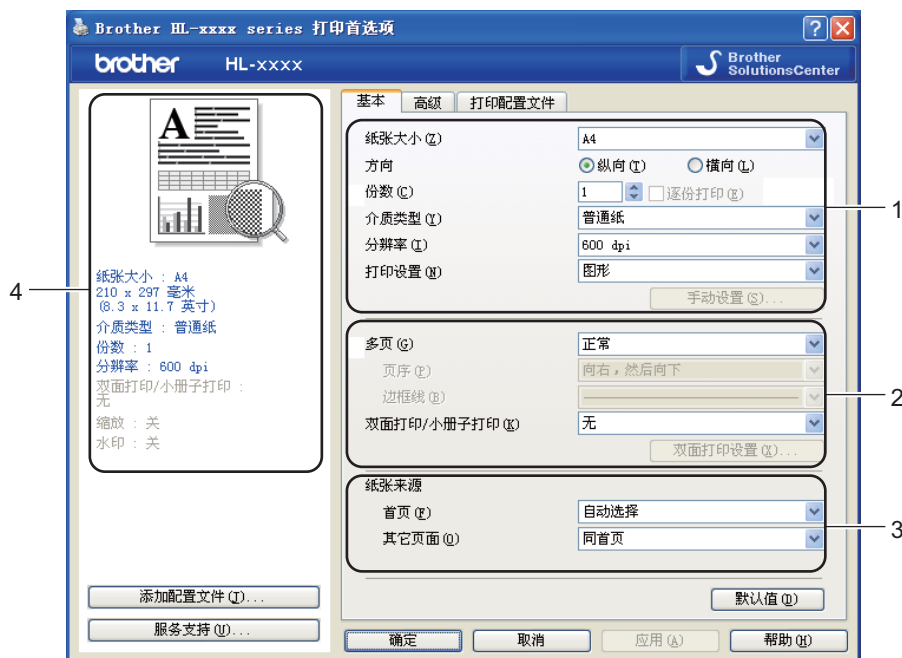 Brother HL-xxxx series 打印首选项
brother HL-xxxx
Brother
SolutionsCenter
A
纸张大小 : A4
210 x 297 毫米
(8.3 x 11.7 英寸)
介质类型 : 普通纸
份数 : 1
分辨率 : 600 dpi
双面打印/小册子打印 :
无
缩放 : 关
水印 : 关
添加配置文件(J)...
服务支持(U)...
4
基本 高级 打印配置文件
纸张大小(Z) A4
方向 纵向(T) 横向(L)
份数(C) 1 逐份打印(E)
介质类型(Y) 普通纸
分辨率(I) 600 dpi
打印设置(N) 图形
手动设置(S)...
1
多页(G) 正常
页序(P) 向右，然后向下
边框线(B)
双面打印/小册子打印(K) 无
双面打印设置(X)...
2
纸张来源
首页(F) 自动选择
其它页面(O) 同首页
3
默认值(D)
确定 取消 应用(A) 帮助(H)